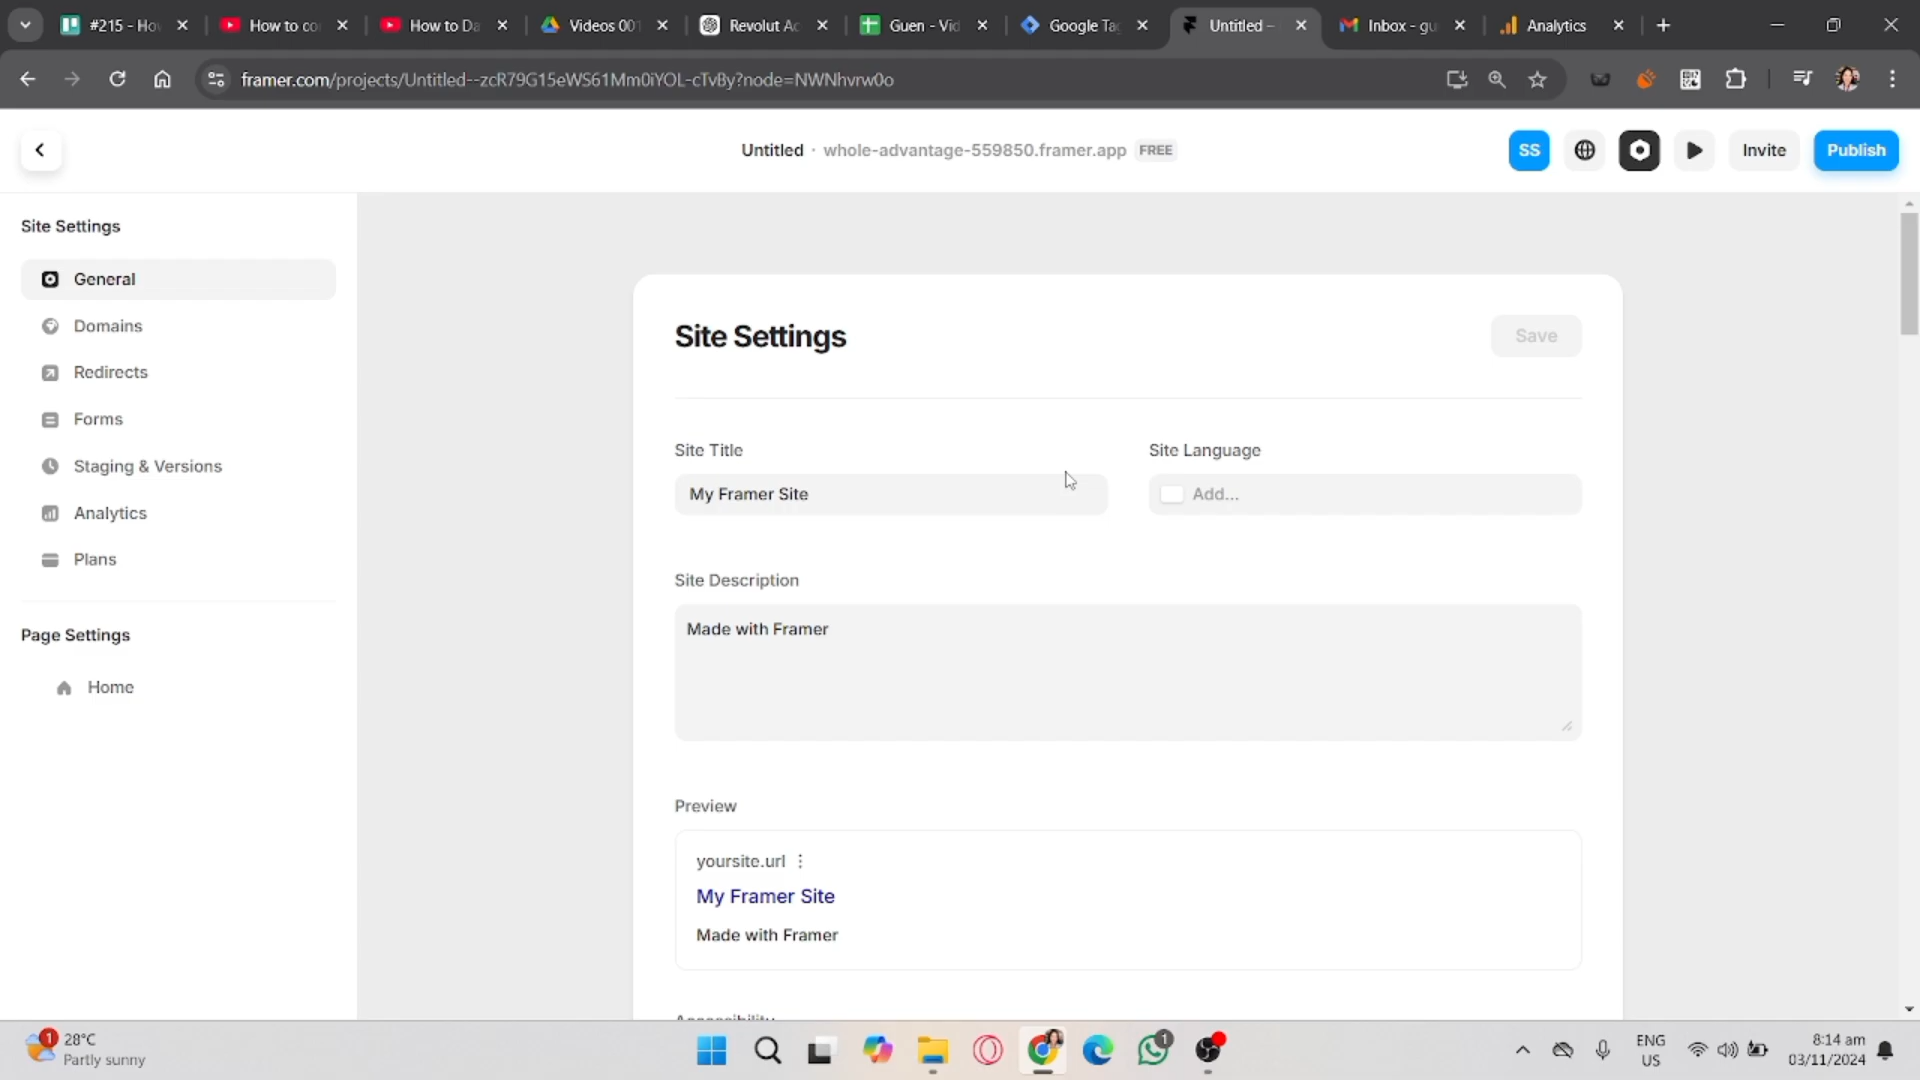 #215 - Ho
How to co
How to Da
Videos 001
Revolut Ac
Guen - Vid
Google Ta
Untitled –
Inbox - gu
Analytics
framer.com/projects/Untitled--zcR79G15eWS61Mm0iYOL-cTvBy?node=NWNhvrw0o
Untitled · whole-advantage-559850.framer.app FREE
SS
Invite
Publish
Site Settings
General
Domains
Redirects
Forms
Staging & Versions
Analytics
Plans
Page Settings
Home
Site Settings
Save
Site Title
Site Language
My Framer Site
Add...
Site Description
Made with Framer
Preview
yoursite.url
My Framer Site
Made with Framer
Accessibility
1
28°C
Partly sunny
1
ENG
US
8:14 am
03/11/2024